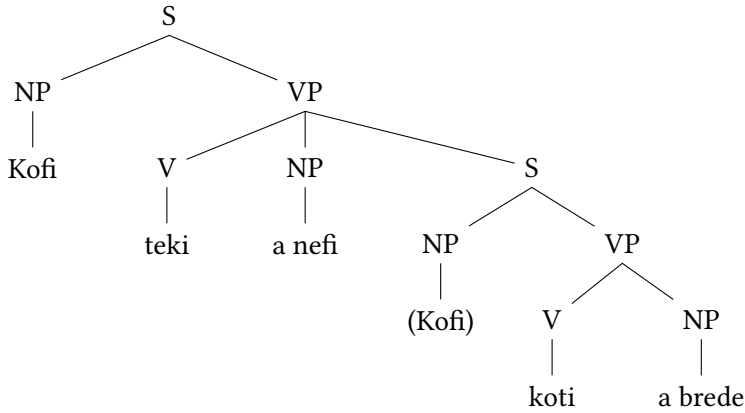 S
NP VP
Kofi V NP S
teki a nefi NP VP
(Kofi) V NP
koti a brede